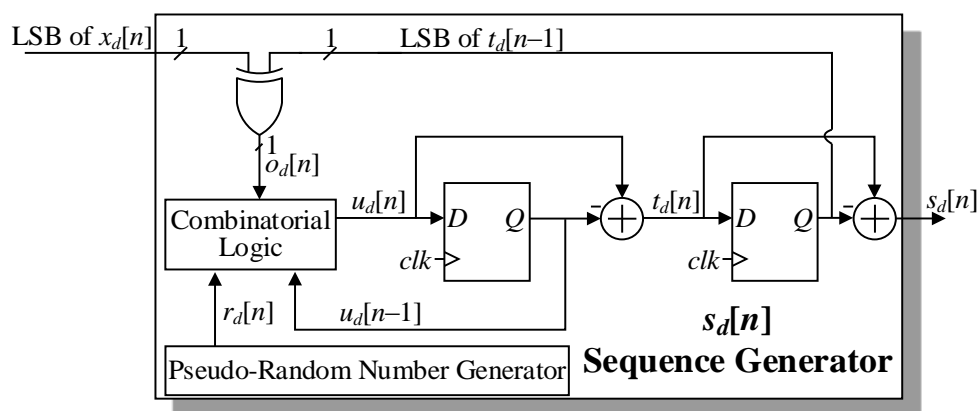 LSB of x_d[n]
1
1
LSB of t_d[n–1]
1
o_d[n]
Combinatorial
Logic
u_d[n]
D
Q
clk
-
t_d[n]
D
Q
clk
-
s_d[n]
r_d[n]
u_d[n–1]
Pseudo-Random Number Generator
s_d[n]
Sequence Generator